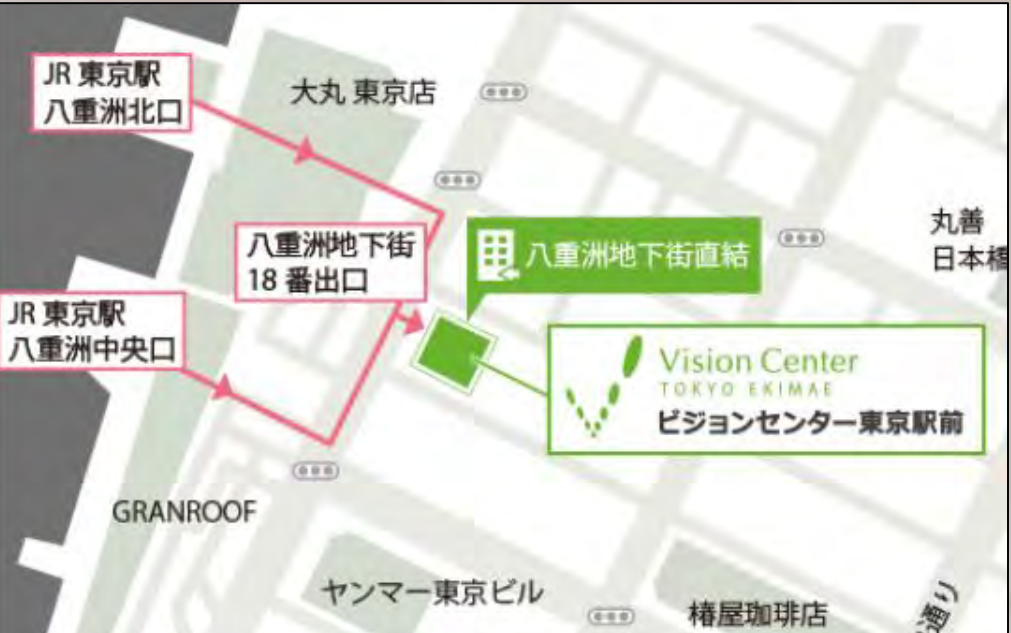 JR 東京駅
八重洲北口
大丸 東京店
丸善
日本橋
八重洲地下街
18 番出口
八重洲地下街直結
JR 東京駅
八重洲中央口
Vision Center
TOKYO EKIMAE
ビジョンセンター東京駅前
GRANROOF
ヤンマー東京ビル
椿屋珈琲店
通り